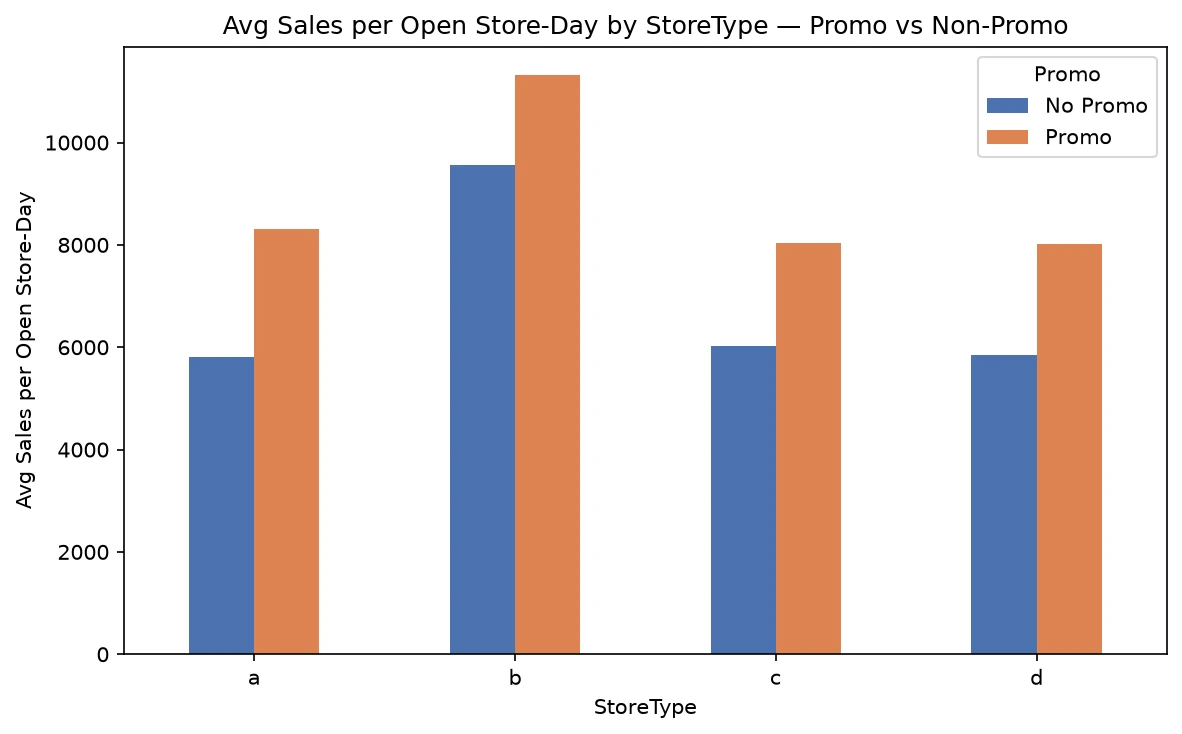 Avg Sales per Open Store-Day by StoreType — Promo vs Non-Promo
Promo
No Promo
Promo
Avg Sales per Open Store-Day
10000
8000
6000
4000
2000
0
a b c d
StoreType